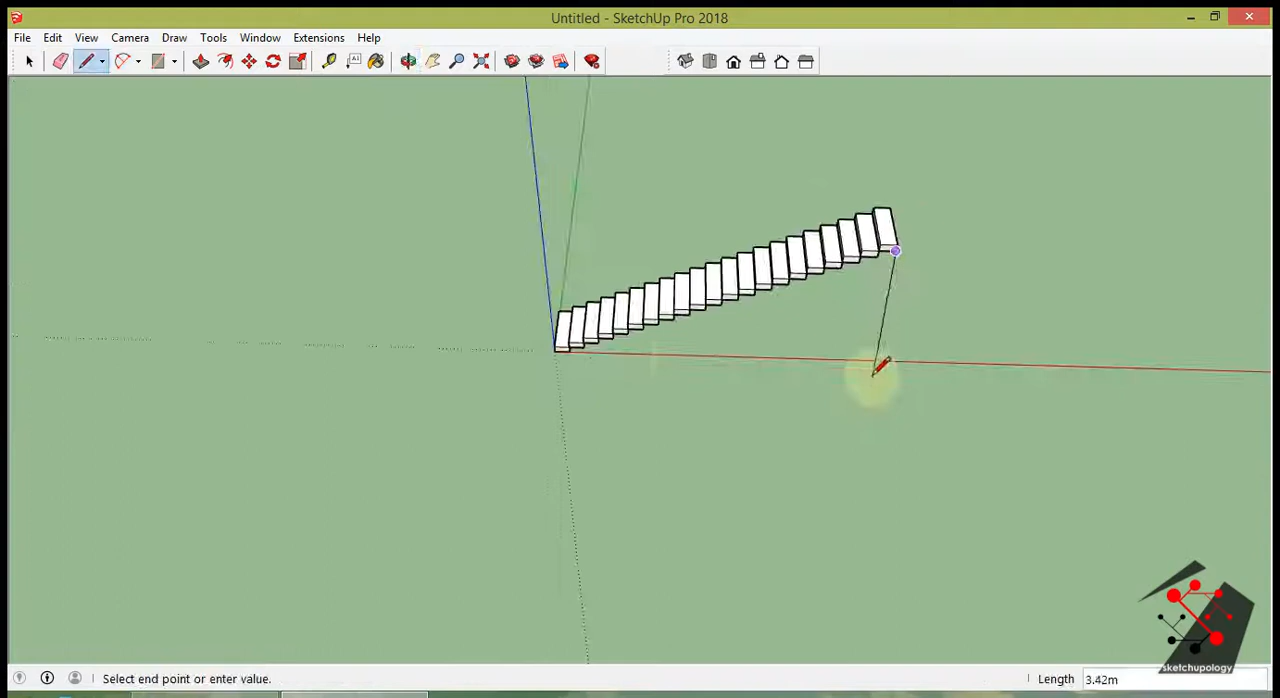 Untitled - SketchUp Pro 2018
File Edit View Camera Draw Tools Window Extensions Help
A1
Select end point or enter value.
Length 3.42m
sketchupology